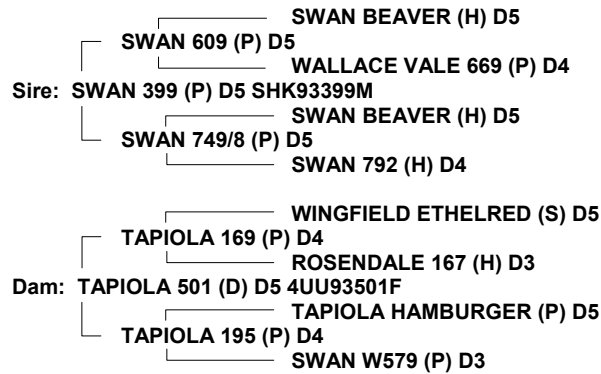 SWAN BEAVER (H) D5
SWAN 609 (P) D5
WALLACE VALE 669 (P) D4
Sire: SWAN 399 (P) D5 SHK93399M
SWAN BEAVER (H) D5
SWAN 749/8 (P) D5
SWAN 792 (H) D4
WINGFIELD ETHELRED (S) D5
TAPIOLA 169 (P) D4
ROSENDALE 167 (H) D3
Dam: TAPIOLA 501 (D) D5 4UU93501F
TAPIOLA HAMBURGER (P) D5
TAPIOLA 195 (P) D4
SWAN W579 (P) D3